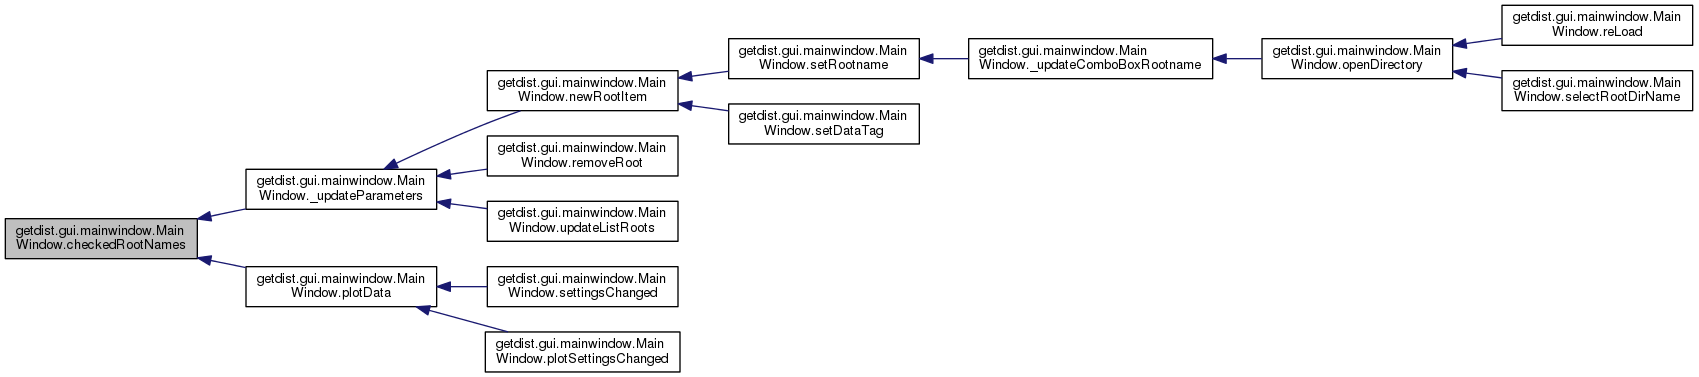 getdist.gui.mainwindow.Main
Window.checkedRootNames
getdist.gui.mainwindow.Main
Window._updateParameters
getdist.gui.mainwindow.Main
Window.plotData
getdist.gui.mainwindow.Main
Window.newRootItem
getdist.gui.mainwindow.Main
Window.removeRoot
getdist.gui.mainwindow.Main
Window.updateListRoots
getdist.gui.mainwindow.Main
Window.settingsChanged
getdist.gui.mainwindow.Main
Window.plotSettingsChanged
getdist.gui.mainwindow.Main
Window.setRootname
getdist.gui.mainwindow.Main
Window.setDataTag
getdist.gui.mainwindow.Main
Window._updateComboBoxRootname
getdist.gui.mainwindow.Main
Window.openDirectory
getdist.gui.mainwindow.Main
Window.reLoad
getdist.gui.mainwindow.Main
Window.selectRootDirName